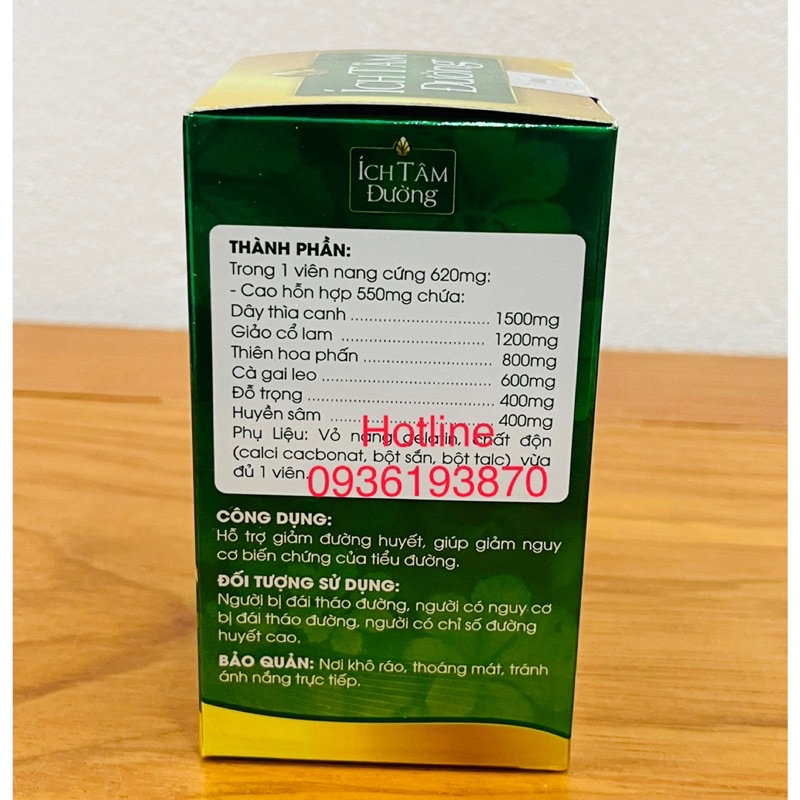 ÍCH TÂM
Đường
ÍCH TÂM
Đường
THÀNH PHẦN:
Trong 1 viên nang cứng 620mg:
- Cao hỗn hợp 550mg chứa:
Dây thìa canh ........................ 1500mg
Giảo cổ lam ........................ 1200mg
Thiên hoa phấn ........................ 800mg
Cà gai leo ........................ 600mg
Đỗ trọng ........................ 400mg
Huyền sâm ........................ 400mg
Hotline
Phụ Liệu: Vỏ nang gelatin, chất độn
(calci cacbonat, bột sắn, bột talc) vừa
đủ 1 viên.
0936193870
CÔNG DỤNG:
Hỗ trợ giảm đường huyết, giúp giảm nguy
cơ biến chứng của tiểu đường.
ĐỐI TƯỢNG SỬ DỤNG:
Người bị đái tháo đường, người có nguy cơ
bị đái tháo đường, người có chỉ số đường
huyết cao.
BẢO QUẢN: Nơi khô ráo, thoáng mát, tránh
ánh nắng trực tiếp.